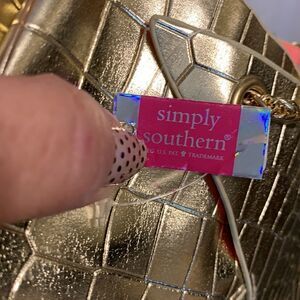 simply
southern®
U.S. PAT. TRADEMARK